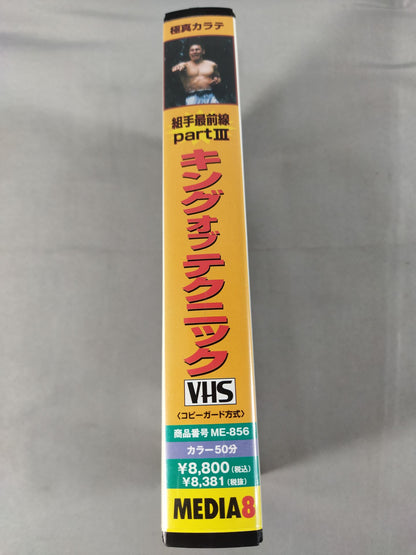 極真カラテ
組手最前線
partⅢ
キングオブテクニック
VHS
〈コピーガード方式〉
商品番号 ME-856
カラー50分
¥8,800(税込)
¥8,381(税抜)
MEDIA8